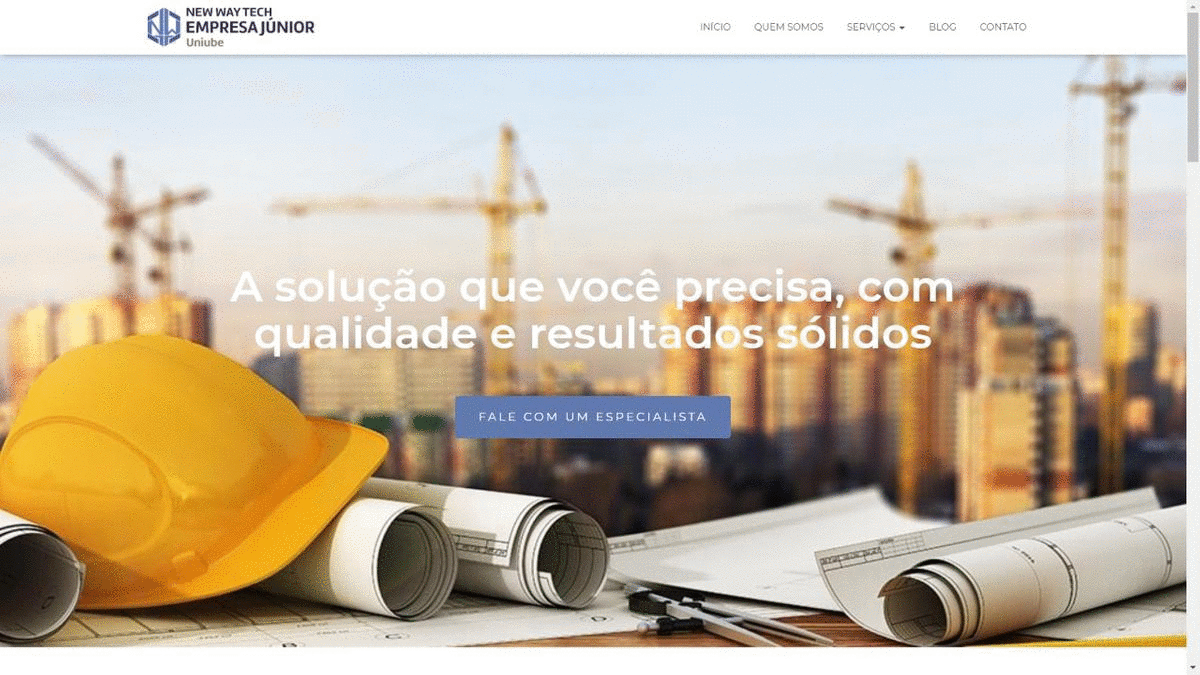 NEW WAY TECH
EMPRESA JÚNIOR
Uniube
INÍCIO QUEM SOMOS SERVIÇOS BLOG CONTATO
A solução que você precisa, com
qualidade e resultados sólidos
FALE COM UM ESPECIALISTA